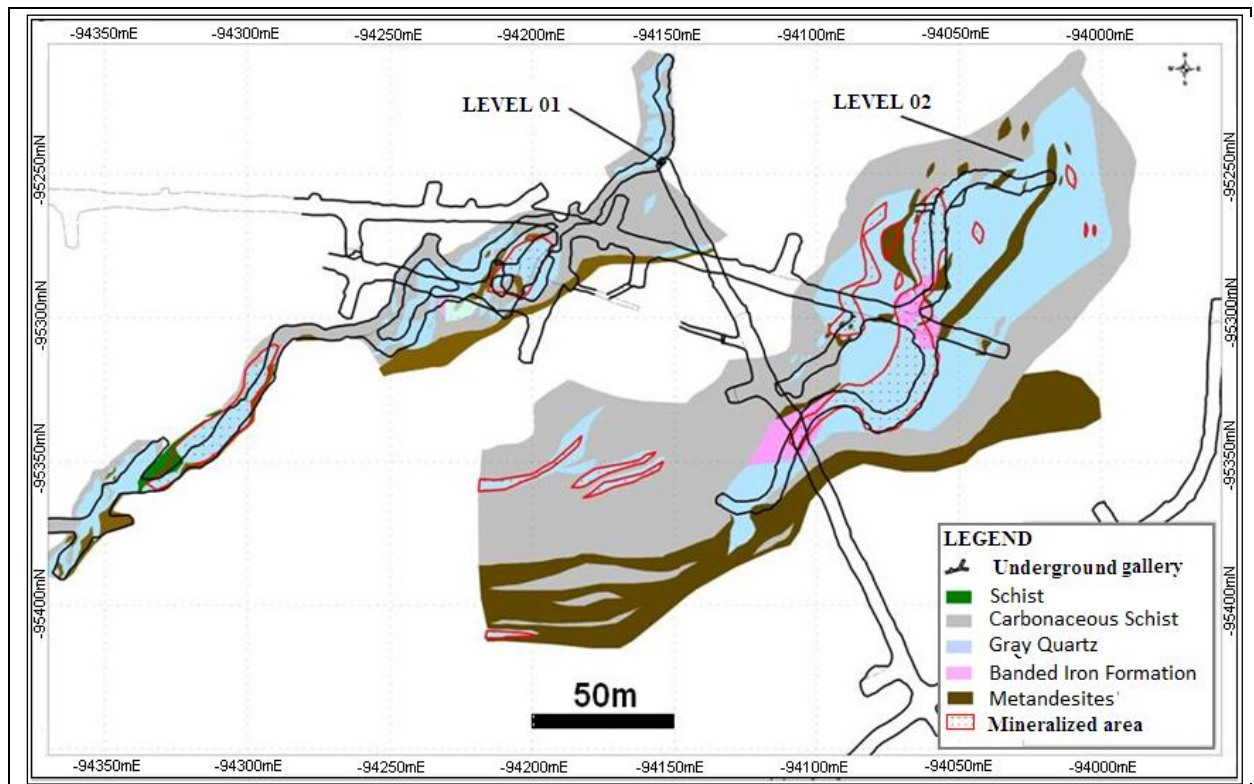 -94350mE -94300mE -94250mE -94200mE -94150mE -94100mE -94050mE -94000mE
LEVEL 01
LEVEL 02
-95250mN
-95300mN
-95350mN
-95400mN
-95250mN
-95300mN
-95350mN
-95400mN
50m
LEGEND
Underground gallery
Schist
Carbonaceous Schist
Gray Quartz
Banded Iron Formation
Metandesites'
Mineralized area
-94350mE -94300mE -94250mE -94200mE -94150mE -94100mE -94050mE -94000mE